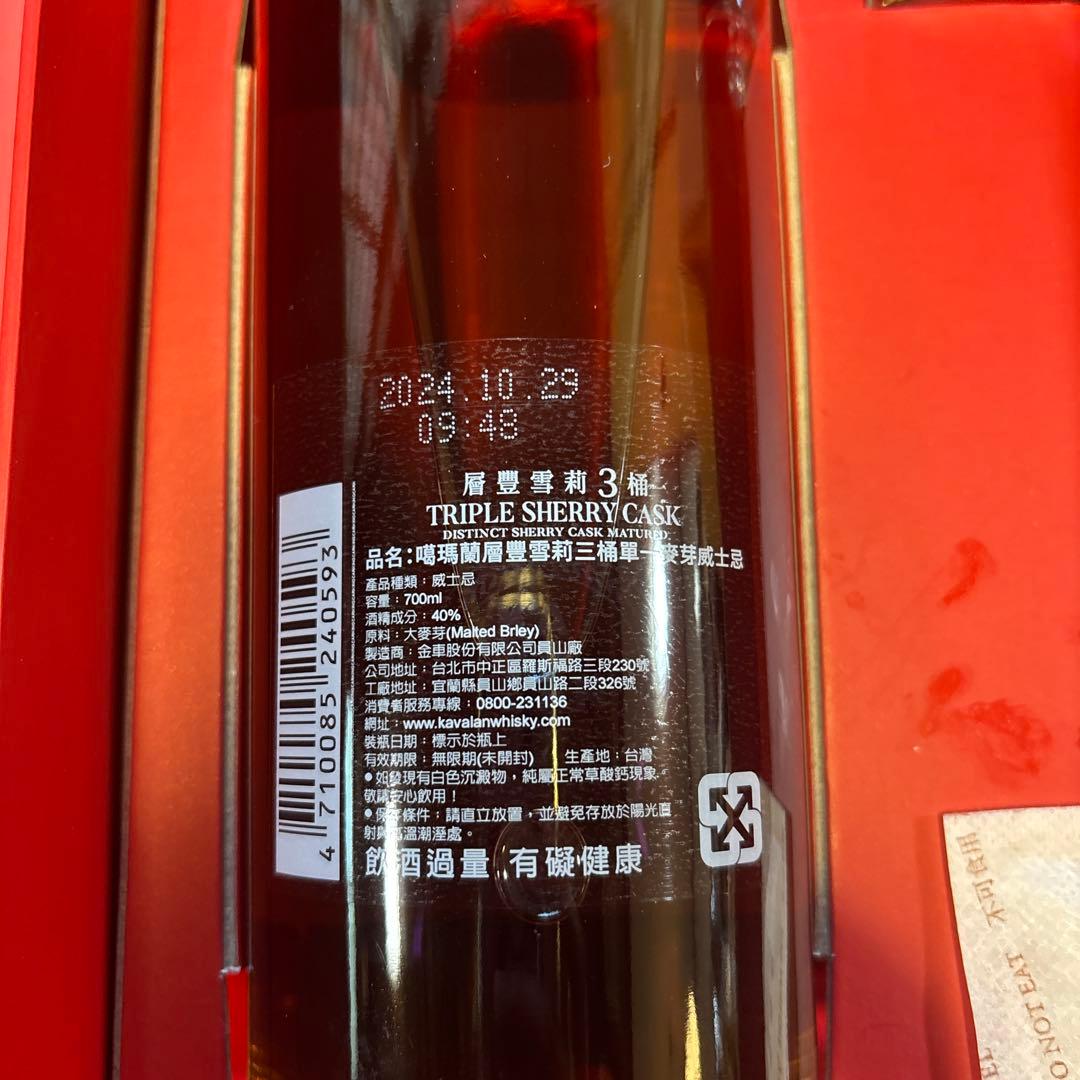 2024.10.29
09:48
層豐雪莉3桶
TRIPLE SHERRY CASK
DISTINCT SHERRY CASK MATURED
品名:噶瑪蘭層豐雪莉三桶單一麥芽威士忌
產品種類：威士忌
容量：700ml
酒精成分：40%
原料：大麥芽(Malted Brley)
製造商：金車股份有限公司員山廠
公司地址：台北市中正區羅斯福路三段230號
工廠地址：宜蘭縣員山鄉員山路二段326號
消費者服務專線：0800-231136
網址：www.kavalanwhisky.com
裝瓶日期：標示於瓶上
有效期限：無限期(未開封) 生產地：台灣
●如發現有白色沉澱物，純屬正常草酸鈣現象。
敬請安心飲用！
●保存條件：請直立放置，並避免存放於陽光直
射與高溫潮溼處。
飲酒過量 有礙健康
4 710085 240593
不可食用
O NOT EAT